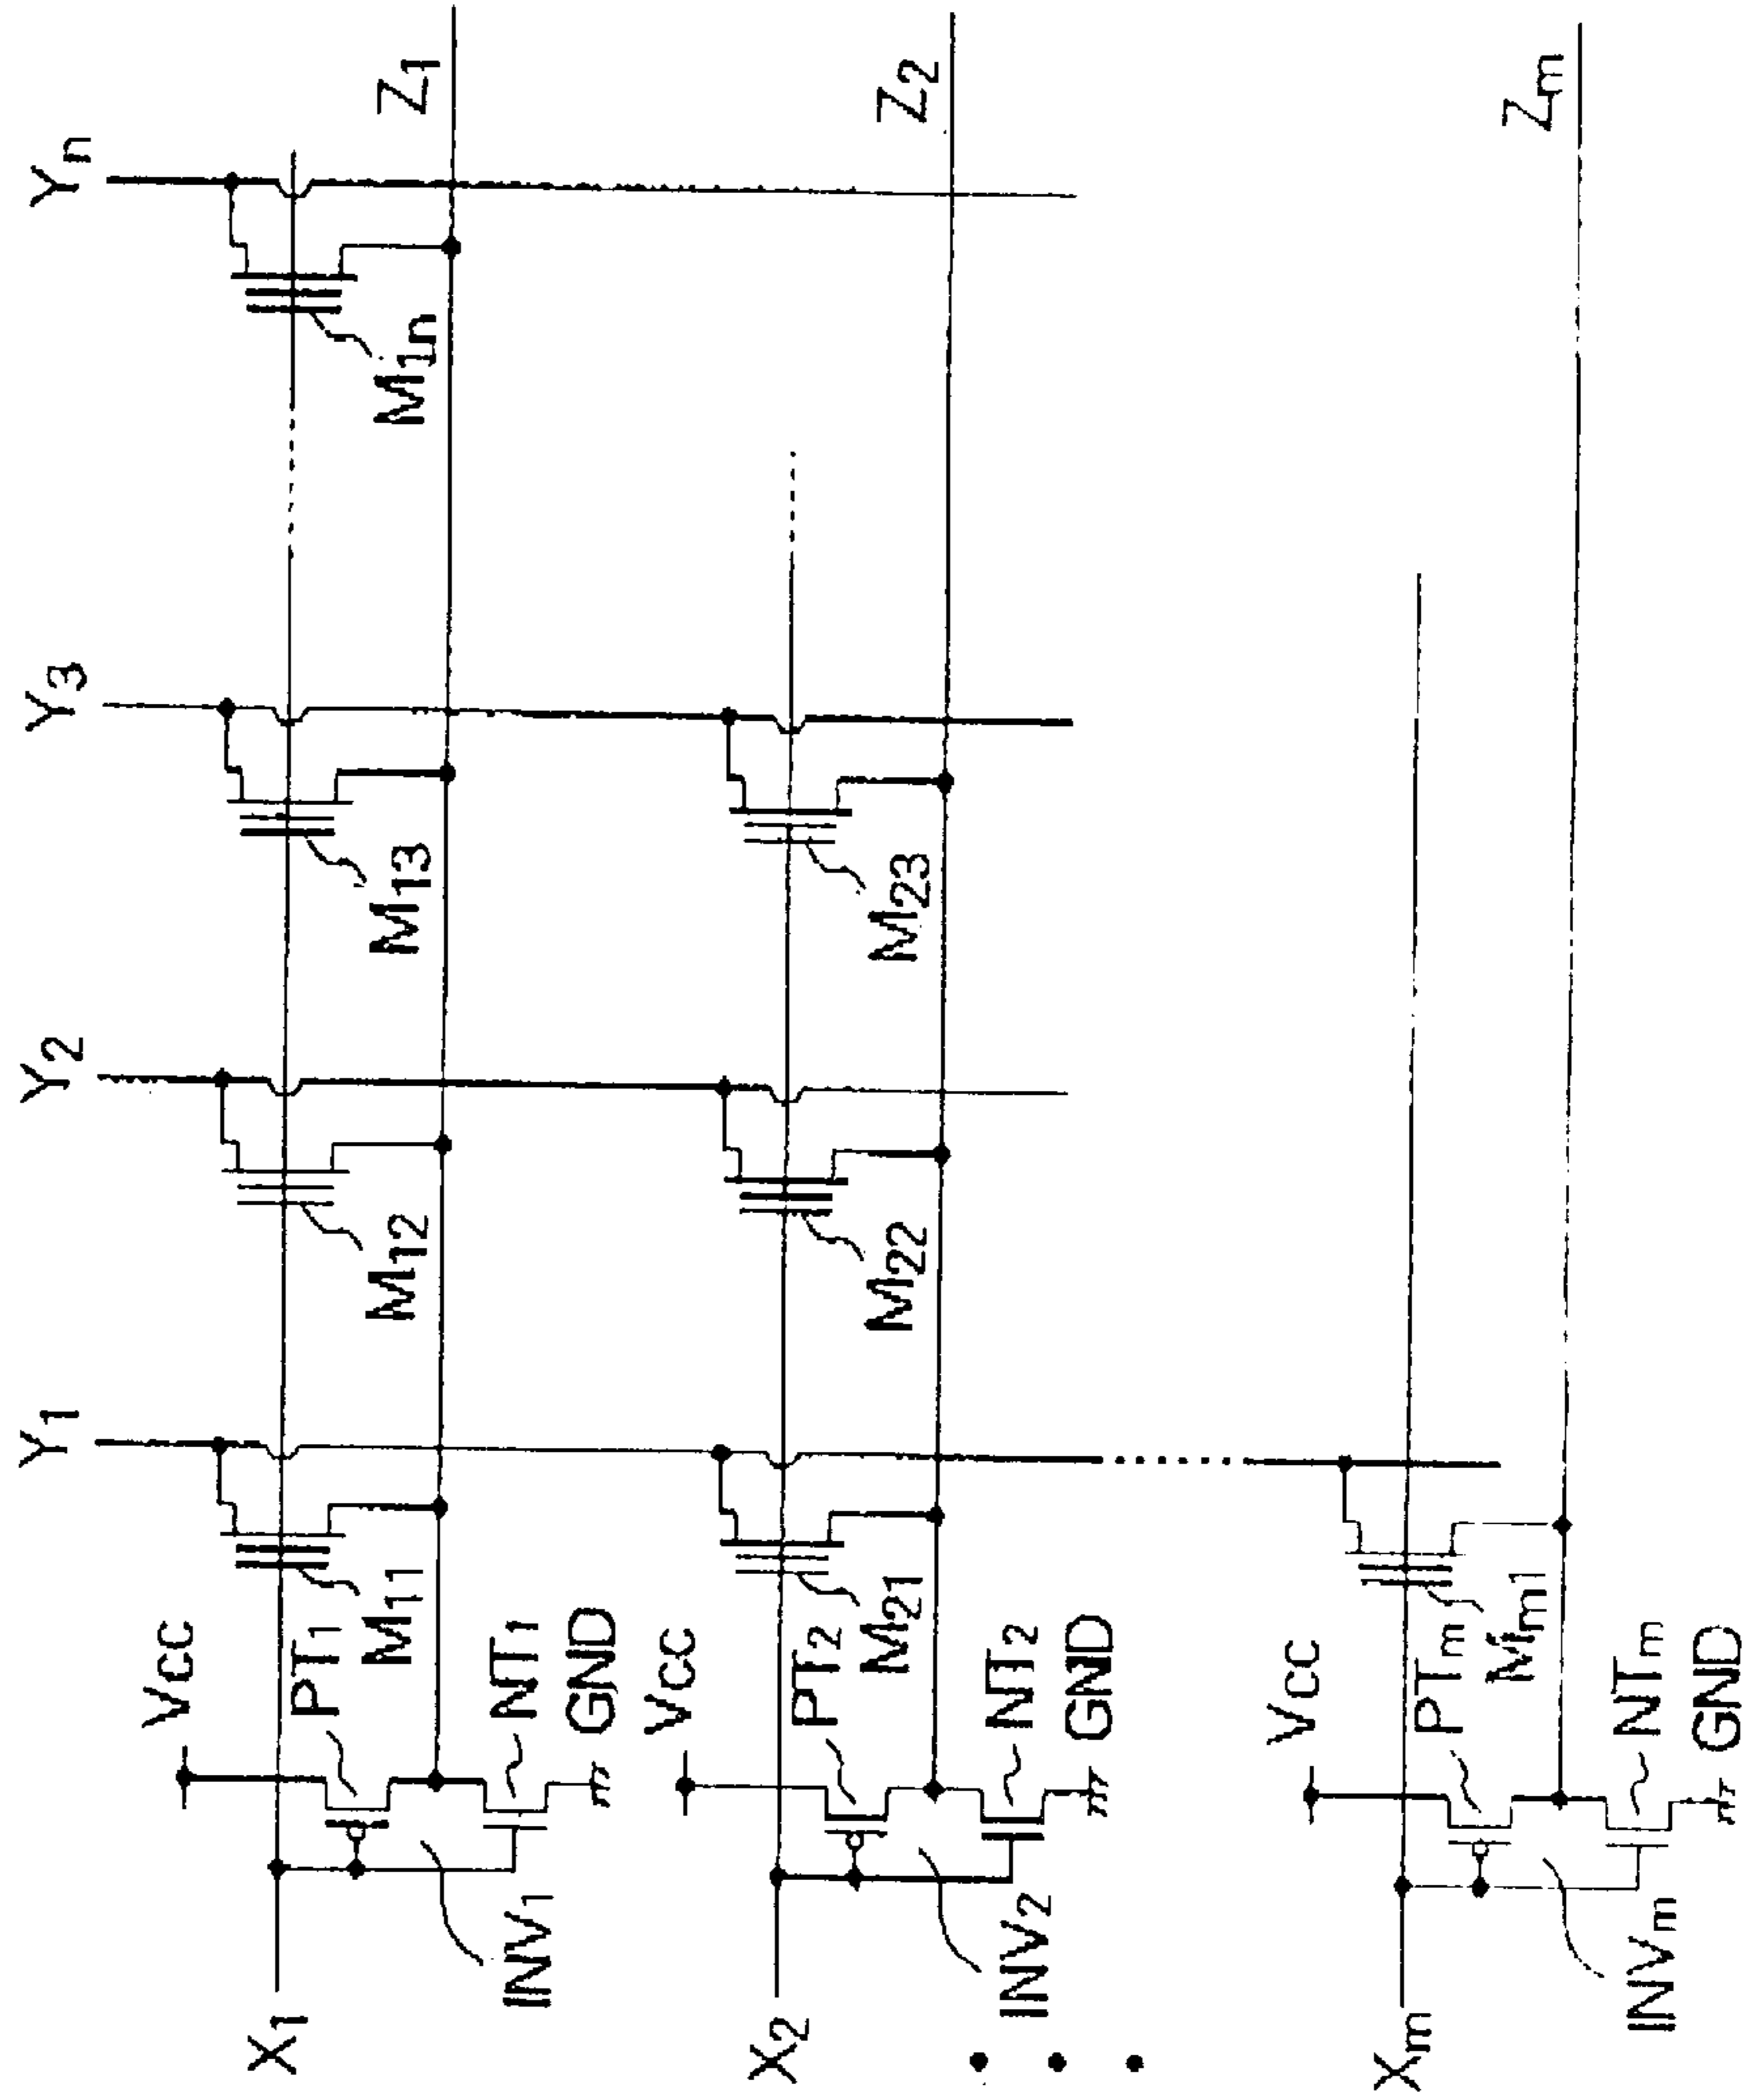 Y1 Y2 Y3 Yn
VCC
PT1
X1
M11 M12 M13 M1n
Z1
NT1
INV1
GND
VCC
PT2
X2
M21 M22 M23
Z2
NT2
INV2
GND
VCC
PTm
Xm
Mm1
Zm
NTm
INVm
GND